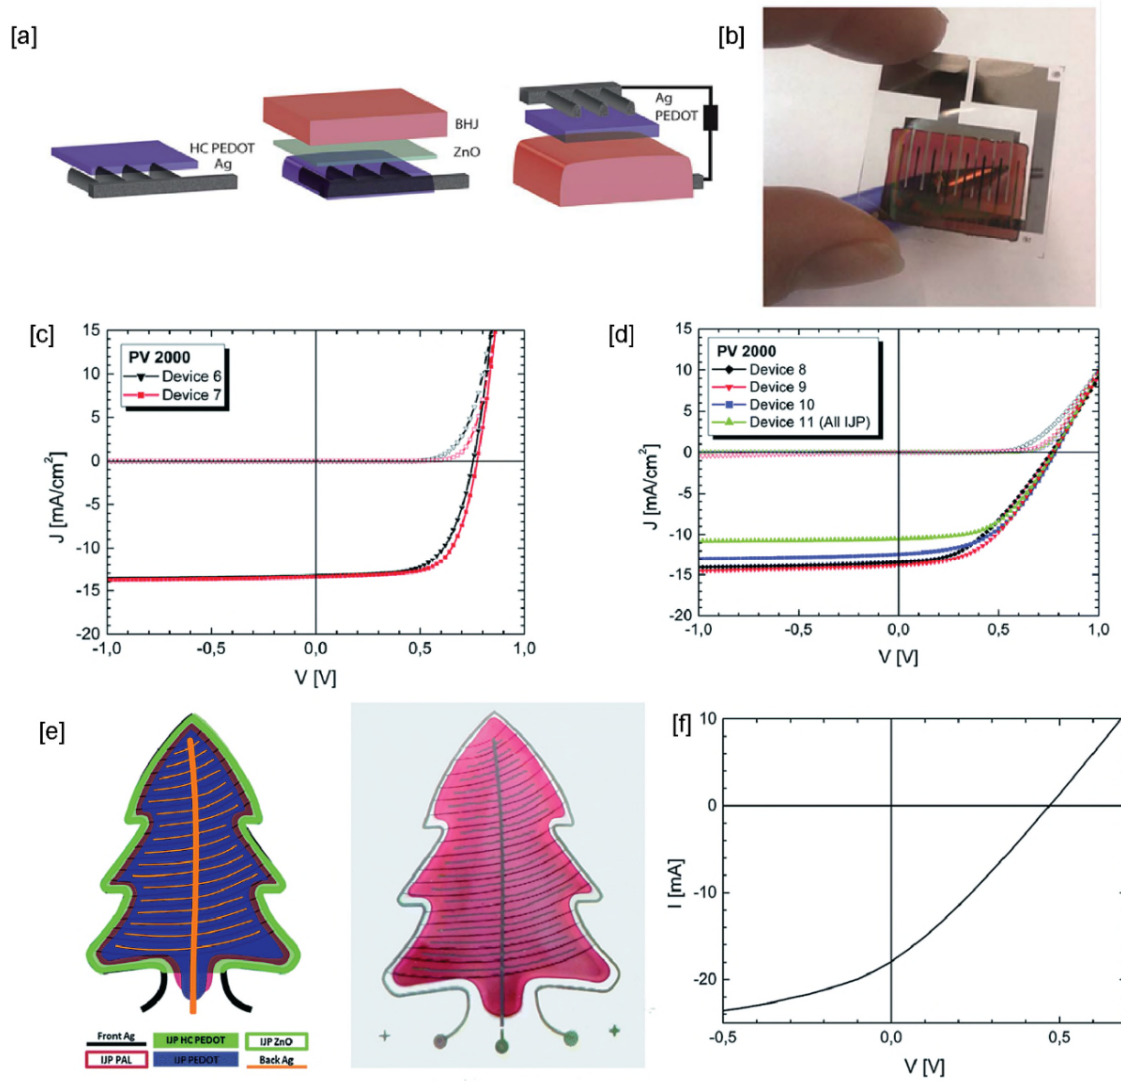 [a]
HC PEDOT
Ag
BHJ
ZnO
Ag
PEDOT
[b]
[c]
PV 2000
Device 6
Device 7
15
10
5
0
-5
-10
-15
-20
J [mA/cm²]
-1,0
-0,5
0,0
0,5
1,0
V [V]
[d]
PV 2000
Device 8
Device 9
Device 10
Device 11 (All IJP)
15
10
5
0
-5
-10
-15
-20
J [mA/cm²]
-1,0
-0,5
0,0
0,5
1,0
V [V]
[e]
Front Ag
IJP HC PEDOT
IJP ZnO
IJP PAL
IJP PEDOT
Back Ag
[f]
10
0
-10
-20
I [mA]
-0,5
0,0
0,5
V [V]